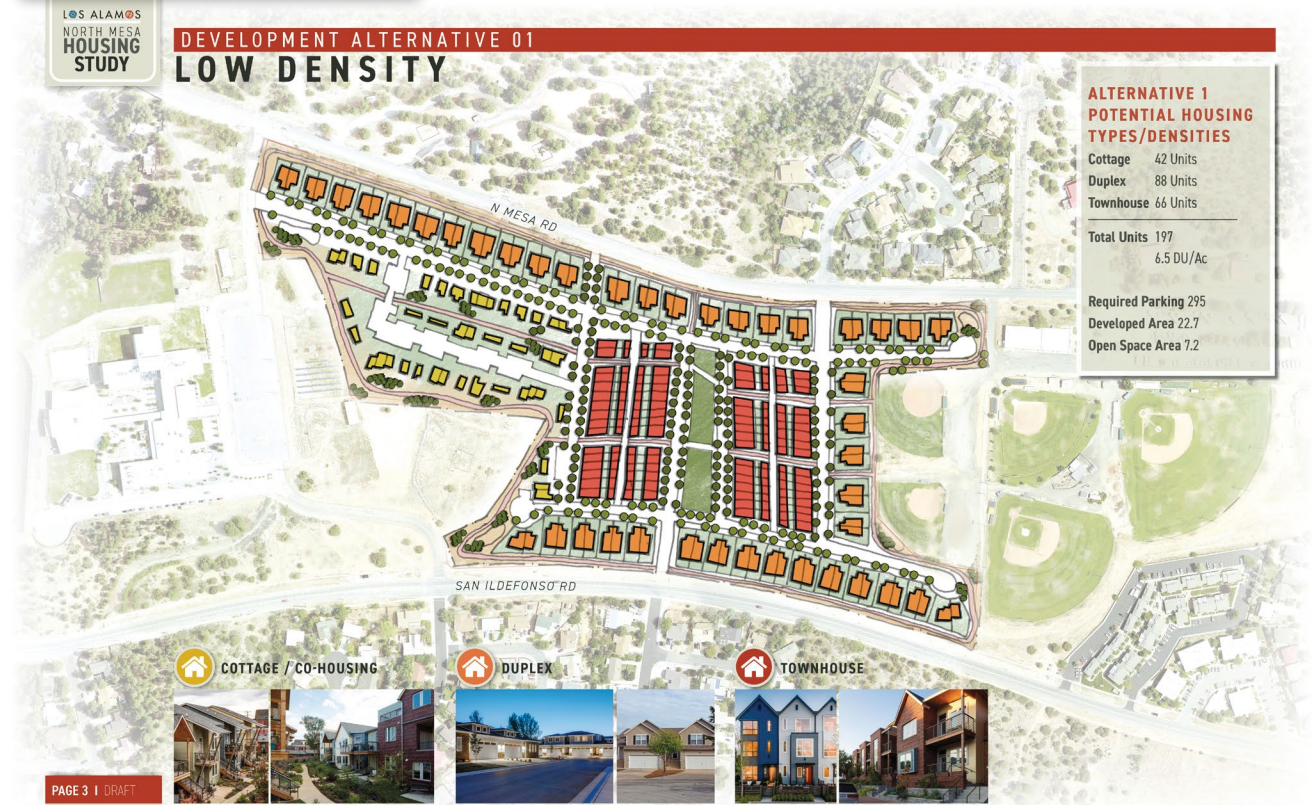 LOS ALAMOS
NORTH MESA
HOUSING
STUDY
DEVELOPMENT ALTERNATIVE 01
LOW DENSITY
ALTERNATIVE 1
POTENTIAL HOUSING
TYPES/DENSITIES
Cottage 42 Units
Duplex 88 Units
Townhouse 66 Units
Total Units 197
6.5 DU/Ac
Required Parking 295
Developed Area 22.7
Open Space Area 7.2
N MESA RD
SAN ILDEFONSO RD
COTTAGE / CO-HOUSING
DUPLEX
TOWNHOUSE
PAGE 3 | DRAFT